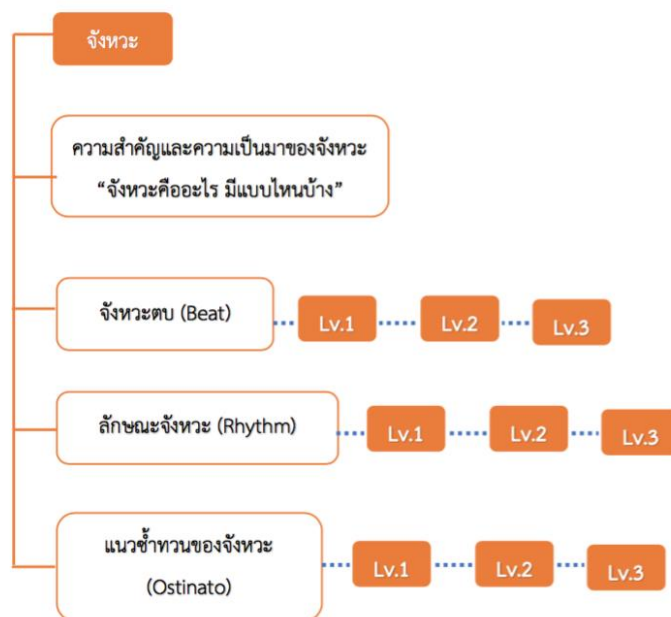 จังหวะ
ความสำคัญและความเป็นมาของจังหวะ
“จังหวะคืออะไร มีแบบไหนบ้าง”
จังหวะตบ (Beat)
Lv.1
Lv.2
Lv.3
ลักษณะจังหวะ (Rhythm)
Lv.1
Lv.2
Lv.3
แนวซ้ำทวนของจังหวะ
(Ostinato)
Lv.1
Lv.2
Lv.3